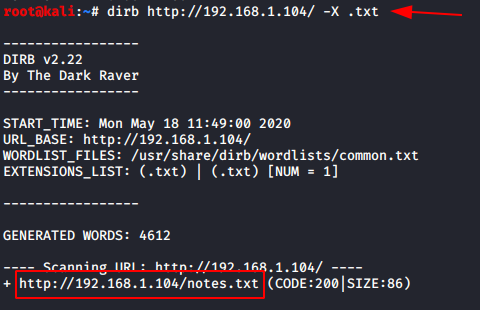 root@kali:~# dirb http://192.168.1.104/ -X .txt
-----------------
DIRB v2.22
By The Dark Raver
-----------------
START_TIME: Mon May 18 11:49:00 2020
URL_BASE: http://192.168.1.104/
WORDLIST_FILES: /usr/share/dirb/wordlists/common.txt
EXTENSIONS_LIST: (.txt) | (.txt) [NUM = 1]
-----------------
GENERATED WORDS: 4612
---- Scanning URL: http://192.168.1.104/ ----
+ http://192.168.1.104/notes.txt (CODE:200|SIZE:86)